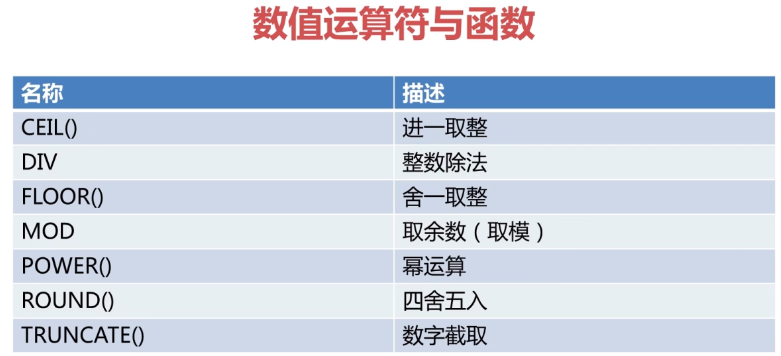 数值运算符与函数
名称 描述
CEIL() 进一取整
DIV 整数除法
FLOOR() 舍一取整
MOD 取余数（取模）
POWER() 幂运算
ROUND() 四舍五入
TRUNCATE() 数字截取